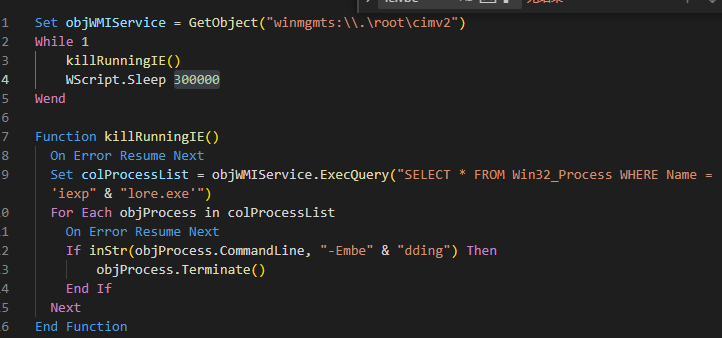 1 Set objWMIService = GetObject("winmgmts:\\.\root\cimv2")
2 While 1
3 killRunningIE()
4 WScript.Sleep 300000
5 Wend
6
7 Function killRunningIE()
8 On Error Resume Next
9 Set colProcessList = objWMIService.ExecQuery("SELECT * FROM Win32_Process WHERE Name =
'iexp" & "lore.exe'")
0 For Each objProcess in colProcessList
1 On Error Resume Next
2 If inStr(objProcess.CommandLine, "-Embe" & "dding") Then
3 objProcess.Terminate()
4 End If
5 Next
6 End Function